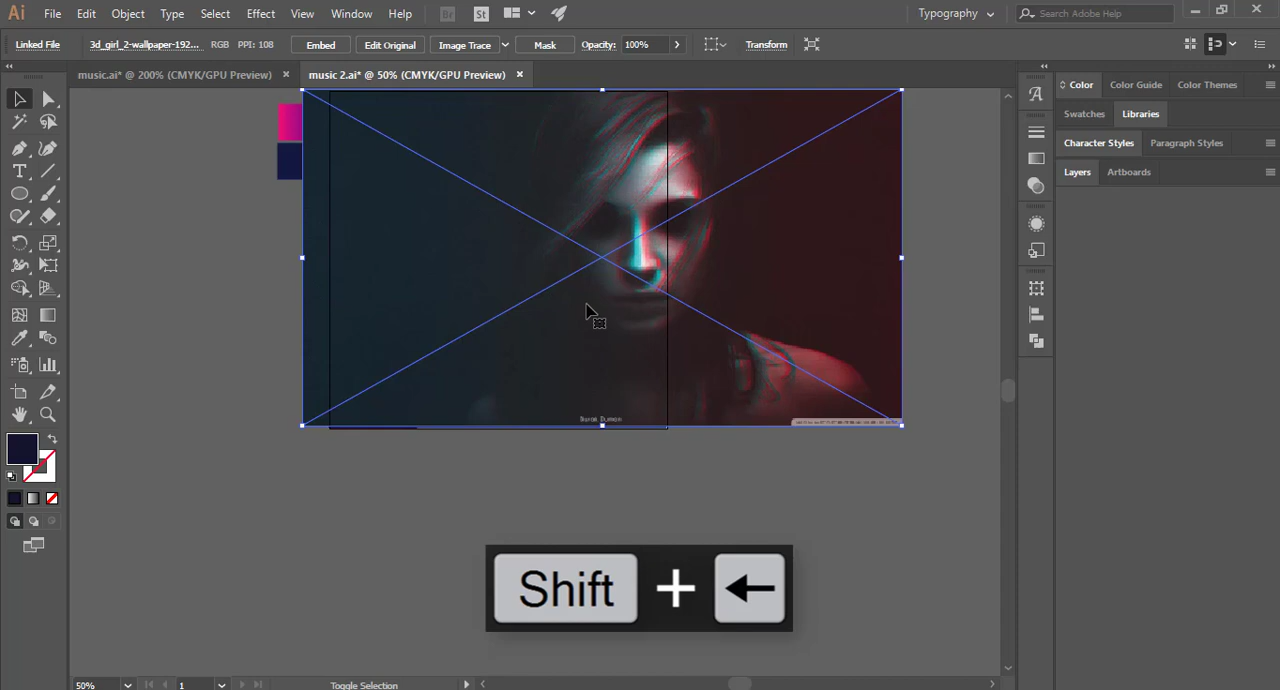 Ai File Edit Object Type Select Effect View Window Help Br St Typography Search Adobe Help
Linked File 3d_girl_2-wallpaper-192... RGB PPI: 108 Embed Edit Original Image Trace Mask Opacity: 100% Transform
music.ai* @ 200% (CMYK/GPU Preview) × music 2.ai* @ 50% (CMYK/GPU Preview) ×
Color Color Guide Color Themes
Swatches Libraries
Character Styles Paragraph Styles
Layers Artboards
Shift + ←
50% 1 Toggle Selection